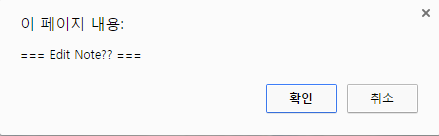 이 페이지 내용:
=== Edit Note?? ===
확인
취소